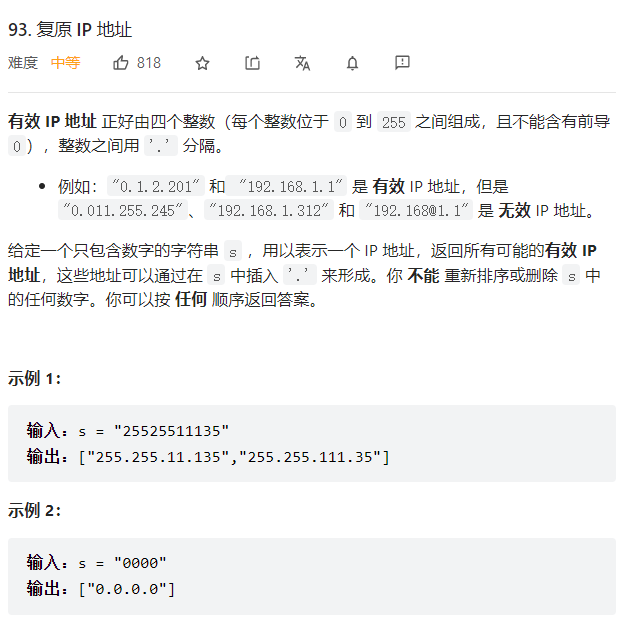 93. 复原 IP 地址
难度 中等 818
有效 IP 地址 正好由四个整数（每个整数位于 0 到 255 之间组成，且不能含有前导
0），整数之间用 '.' 分隔。
例如："0.1.2.201" 和 "192.168.1.1" 是 有效 IP 地址，但是
"0.011.255.245"、"192.168.1.312" 和 "192.168@1.1" 是 无效 IP 地址。
给定一个只包含数字的字符串 s ，用以表示一个 IP 地址，返回所有可能的有效 IP
地址，这些地址可以通过在 s 中插入 '.' 来形成。你 不能 重新排序或删除 s 中
的任何数字。你可以按 任何 顺序返回答案。
示例 1：
输入：s = "25525511135"
输出：["255.255.11.135","255.255.111.35"]
示例 2：
输入：s = "0000"
输出：["0.0.0.0"]